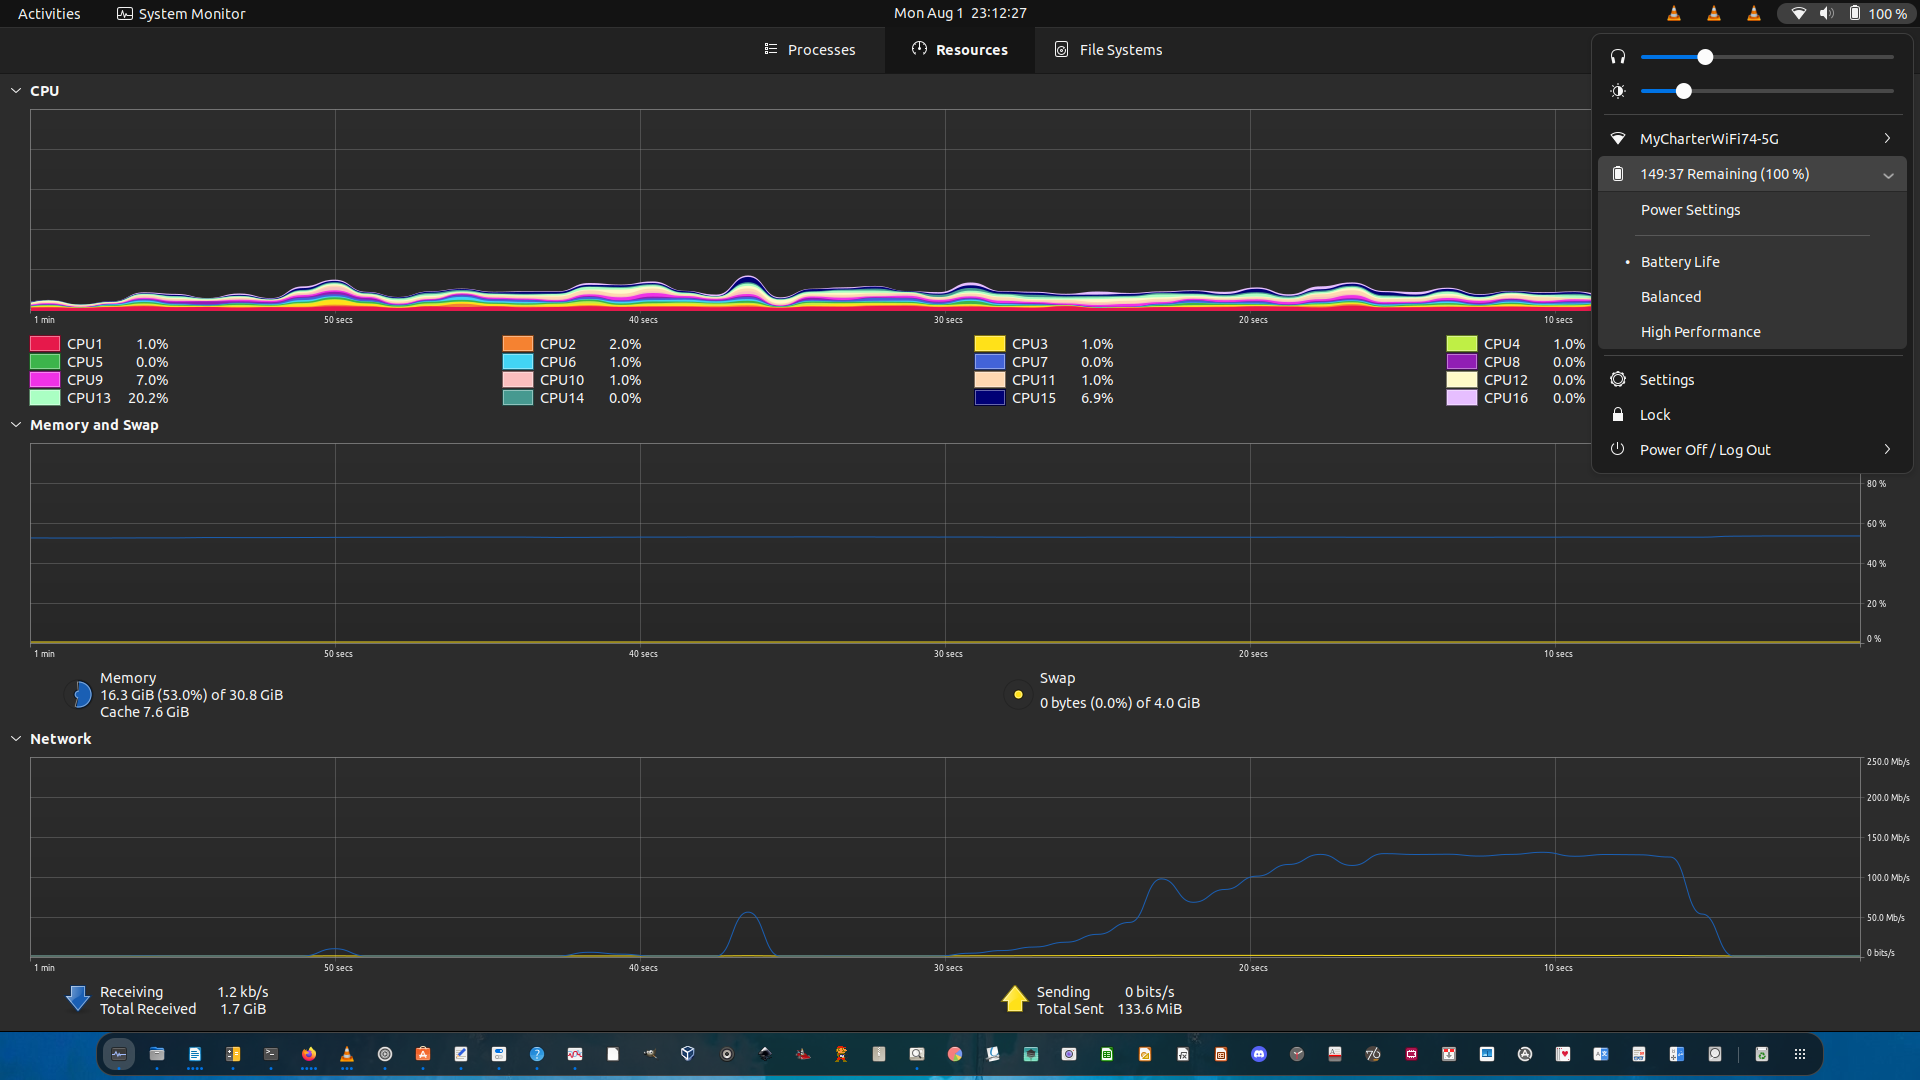 Activities
System Monitor
Mon Aug 1 23:12:27
100 %
Processes
Resources
File Systems
CPU
1 min 50 secs 40 secs 30 secs 20 secs 10 secs
CPU1 1.0% CPU2 2.0% CPU3 1.0% CPU4 1.0%
CPU5 0.0% CPU6 1.0% CPU7 0.0% CPU8 0.0%
CPU9 7.0% CPU10 1.0% CPU11 1.0% CPU12 0.0%
CPU13 20.2% CPU14 0.0% CPU15 6.9% CPU16 0.0%
MyCharterWiFi74-5G
149:37 Remaining (100 %)
Power Settings
Battery Life
Balanced
High Performance
Settings
Lock
Power Off / Log Out
Memory and Swap
80 %
60 %
40 %
20 %
0 %
1 min 50 secs 40 secs 30 secs 20 secs 10 secs
Memory
16.3 GiB (53.0%) of 30.8 GiB
Cache 7.6 GiB
Swap
0 bytes (0.0%) of 4.0 GiB
Network
250.0 Mb/s
200.0 Mb/s
150.0 Mb/s
100.0 Mb/s
50.0 Mb/s
0 bits/s
1 min 50 secs 40 secs 30 secs 20 secs 10 secs
Receiving 1.2 kb/s
Total Received 1.7 GiB
Sending 0 bits/s
Total Sent 133.6 MiB